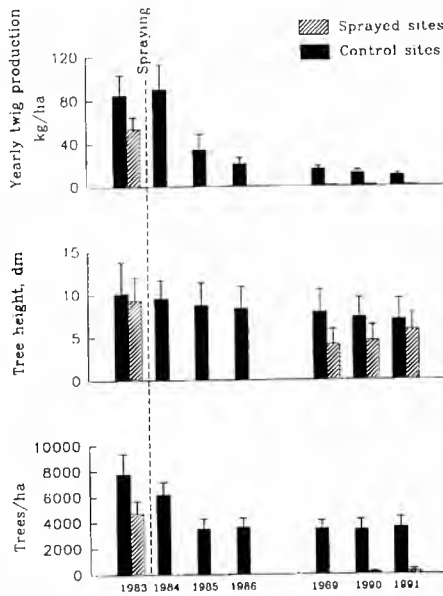 Sprayed sites
Control sites
Spraying
Yearly twig production
kg/ha
120
80
40
0
Tree height, dm
15
10
5
0
Trees/ha
10000
8000
6000
4000
2000
0
1983 1984 1985 1986 1969 1990 1991